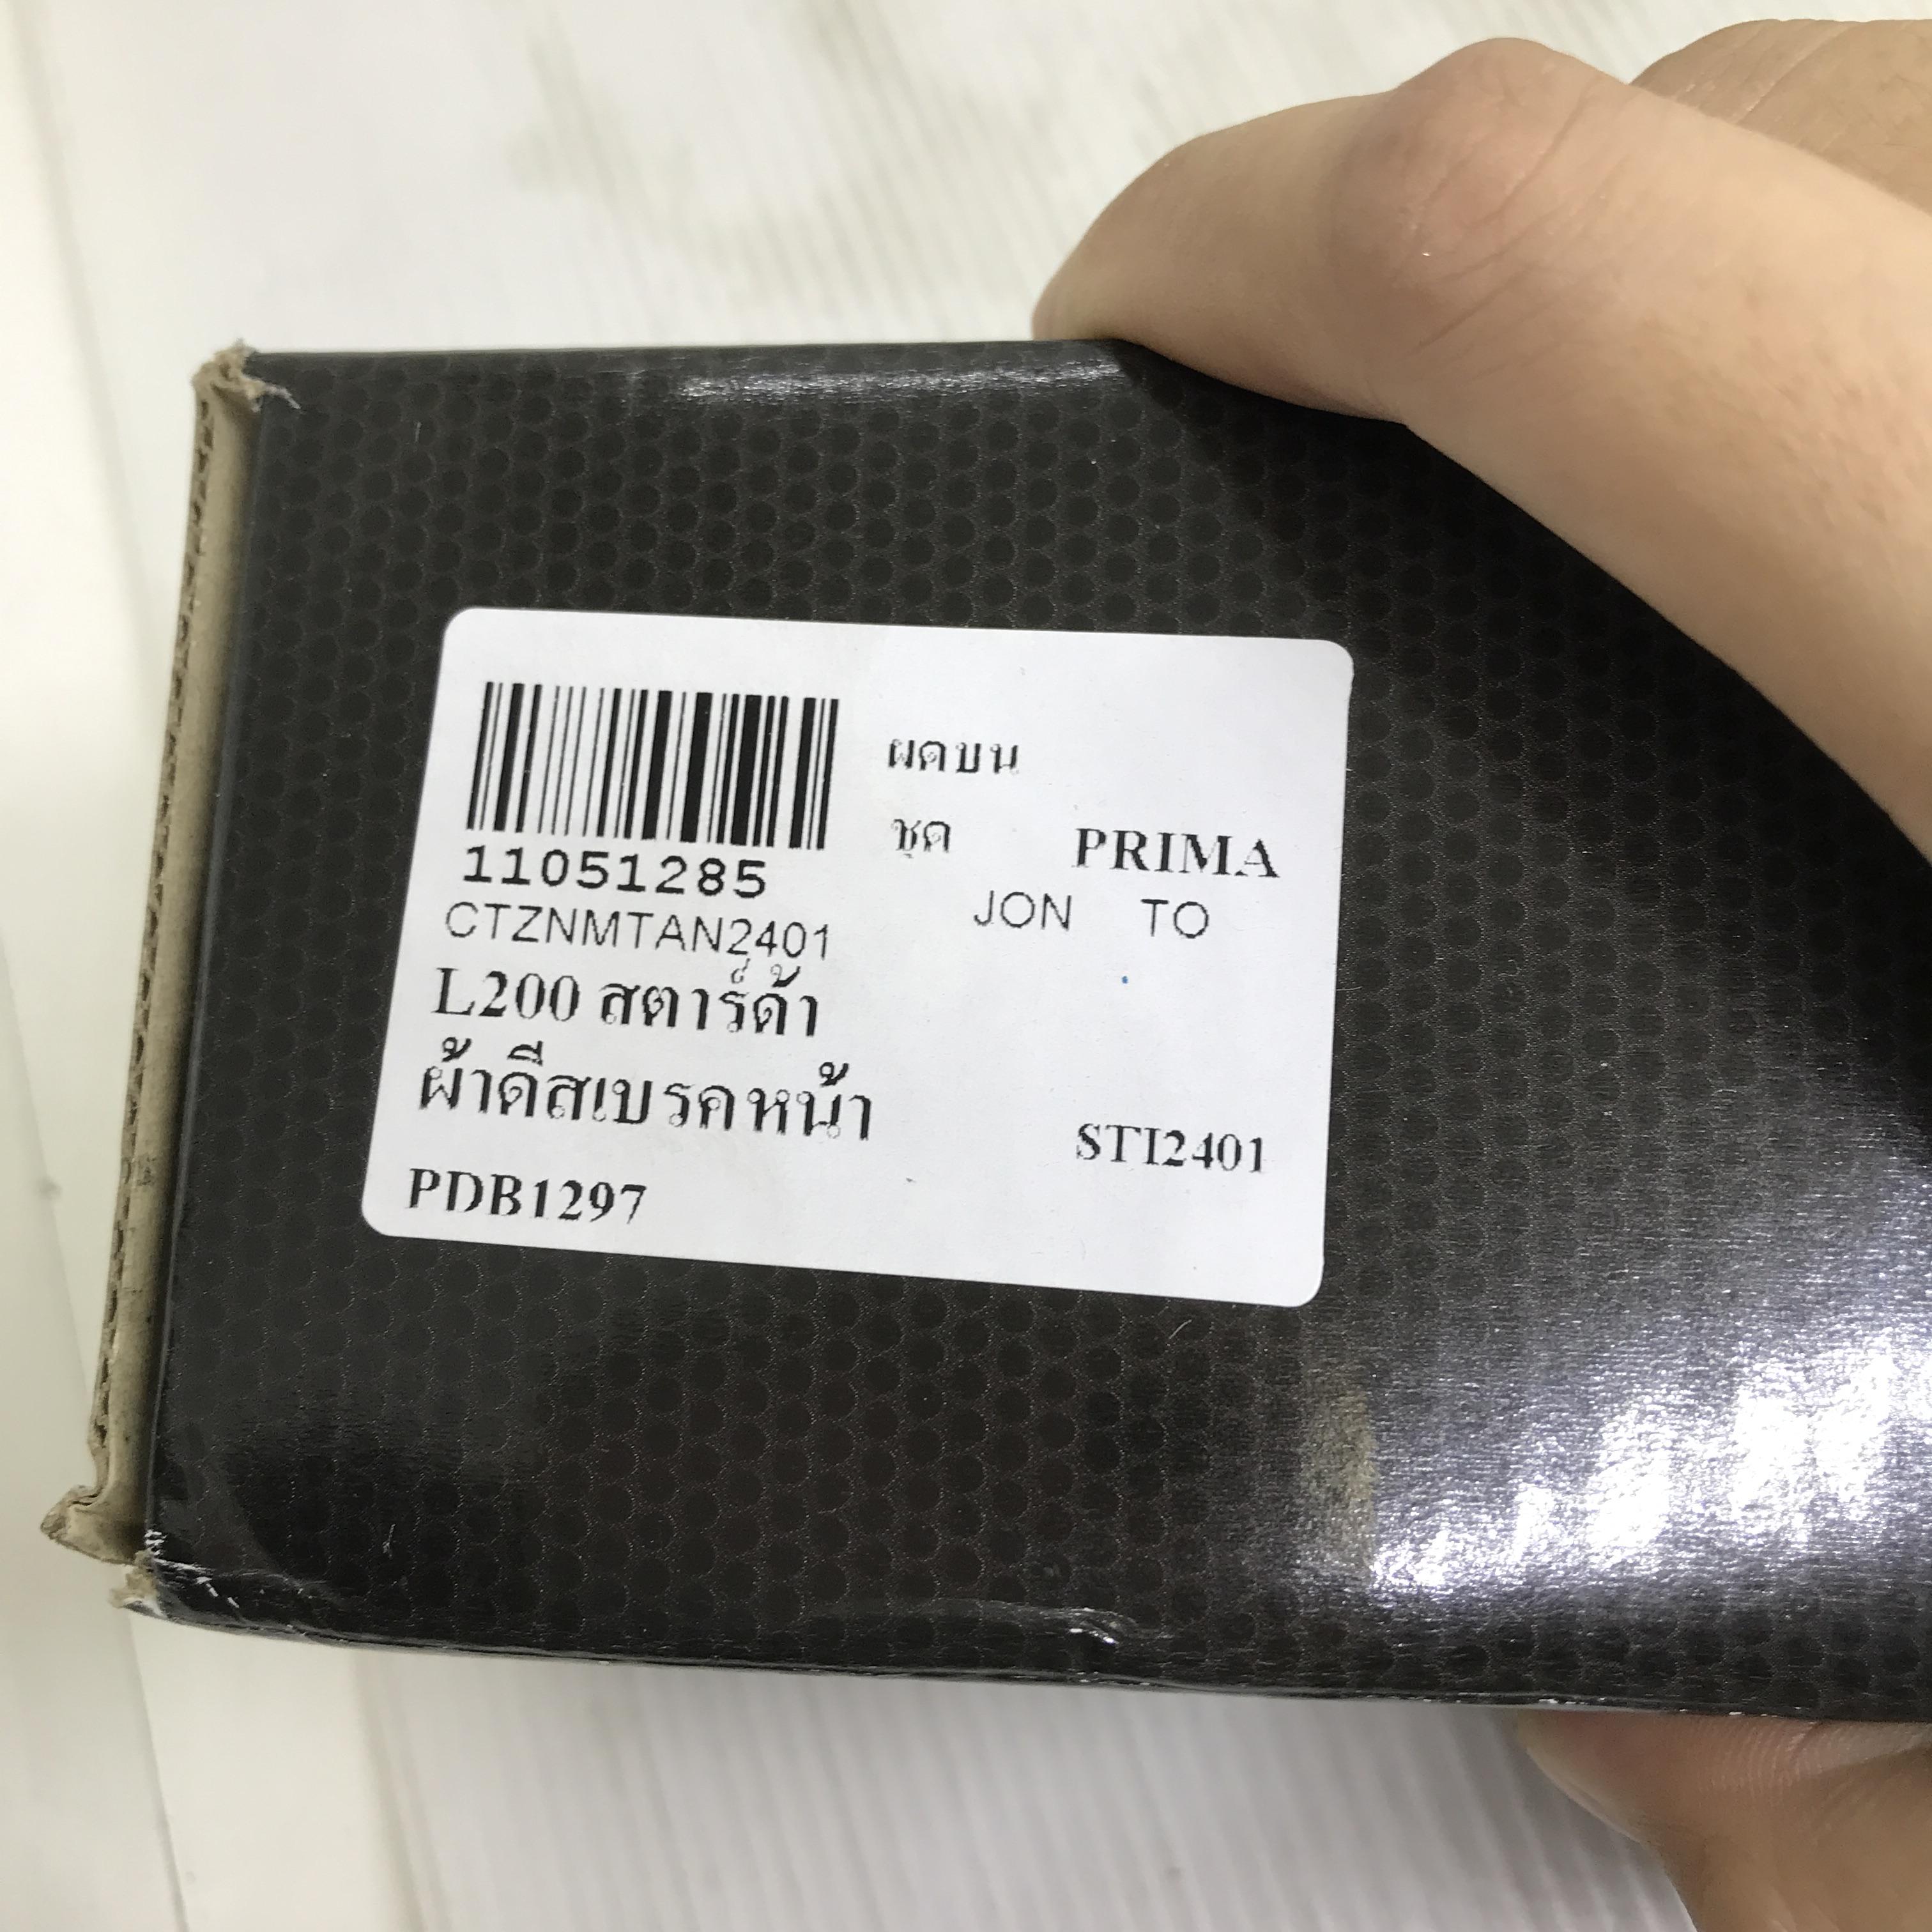 ผดบน
ชุด PRIMA
11051285
CTZNMTAN2401
JON TO
L200 สตาร์ด้า
ผ้าดีสเบรคหน้า
STI2401
PDB1297